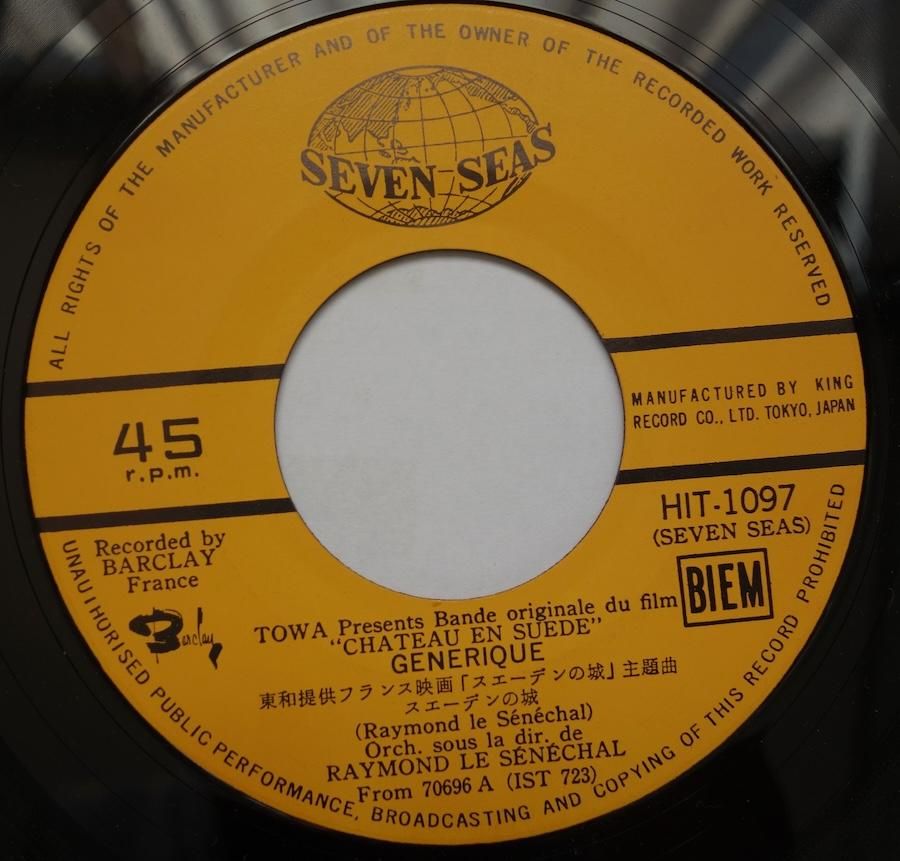 ALL RIGHTS OF THE MANUFACTURER AND OF THE OWNER OF THE RECORDED WORK RESERVED
SEVEN SEAS
MANUFACTURED BY KING
RECORD CO., LTD. TOKYO, JAPAN
45
r.p.m.
HIT-1097
(SEVEN SEAS)
BIEM
Recorded by
BARCLAY
France
Barclay
TOWA Presents Bande originale du film
“CHATEAU EN SUEDE”
GENERIQUE
東和提供フランス映画「スエーデンの城」主題曲
スエーデンの城
(Raymond le Sénéchal)
Orch. sous la dir. de
RAYMOND LE SÉNÉCHAL
From 70696 A (IST 723)
UNAUIHURISED PUBLIC PERFORMANCE, BROADCASTING AND COPYING OF THIS RECORD PROHIBITED